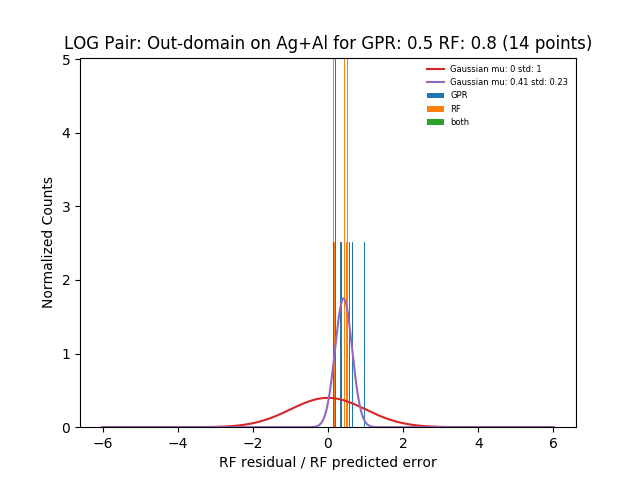 LOG Pair: Out-domain on Ag+Al for GPR: 0.5 RF: 0.8 (14 points)
Gaussian mu: 0 std: 1
Gaussian mu: 0.41 std: 0.23
GPR
RF
both
Normalized Counts
5
4
3
2
1
0
−6
−4
−2
0
2
4
6
RF residual / RF predicted error